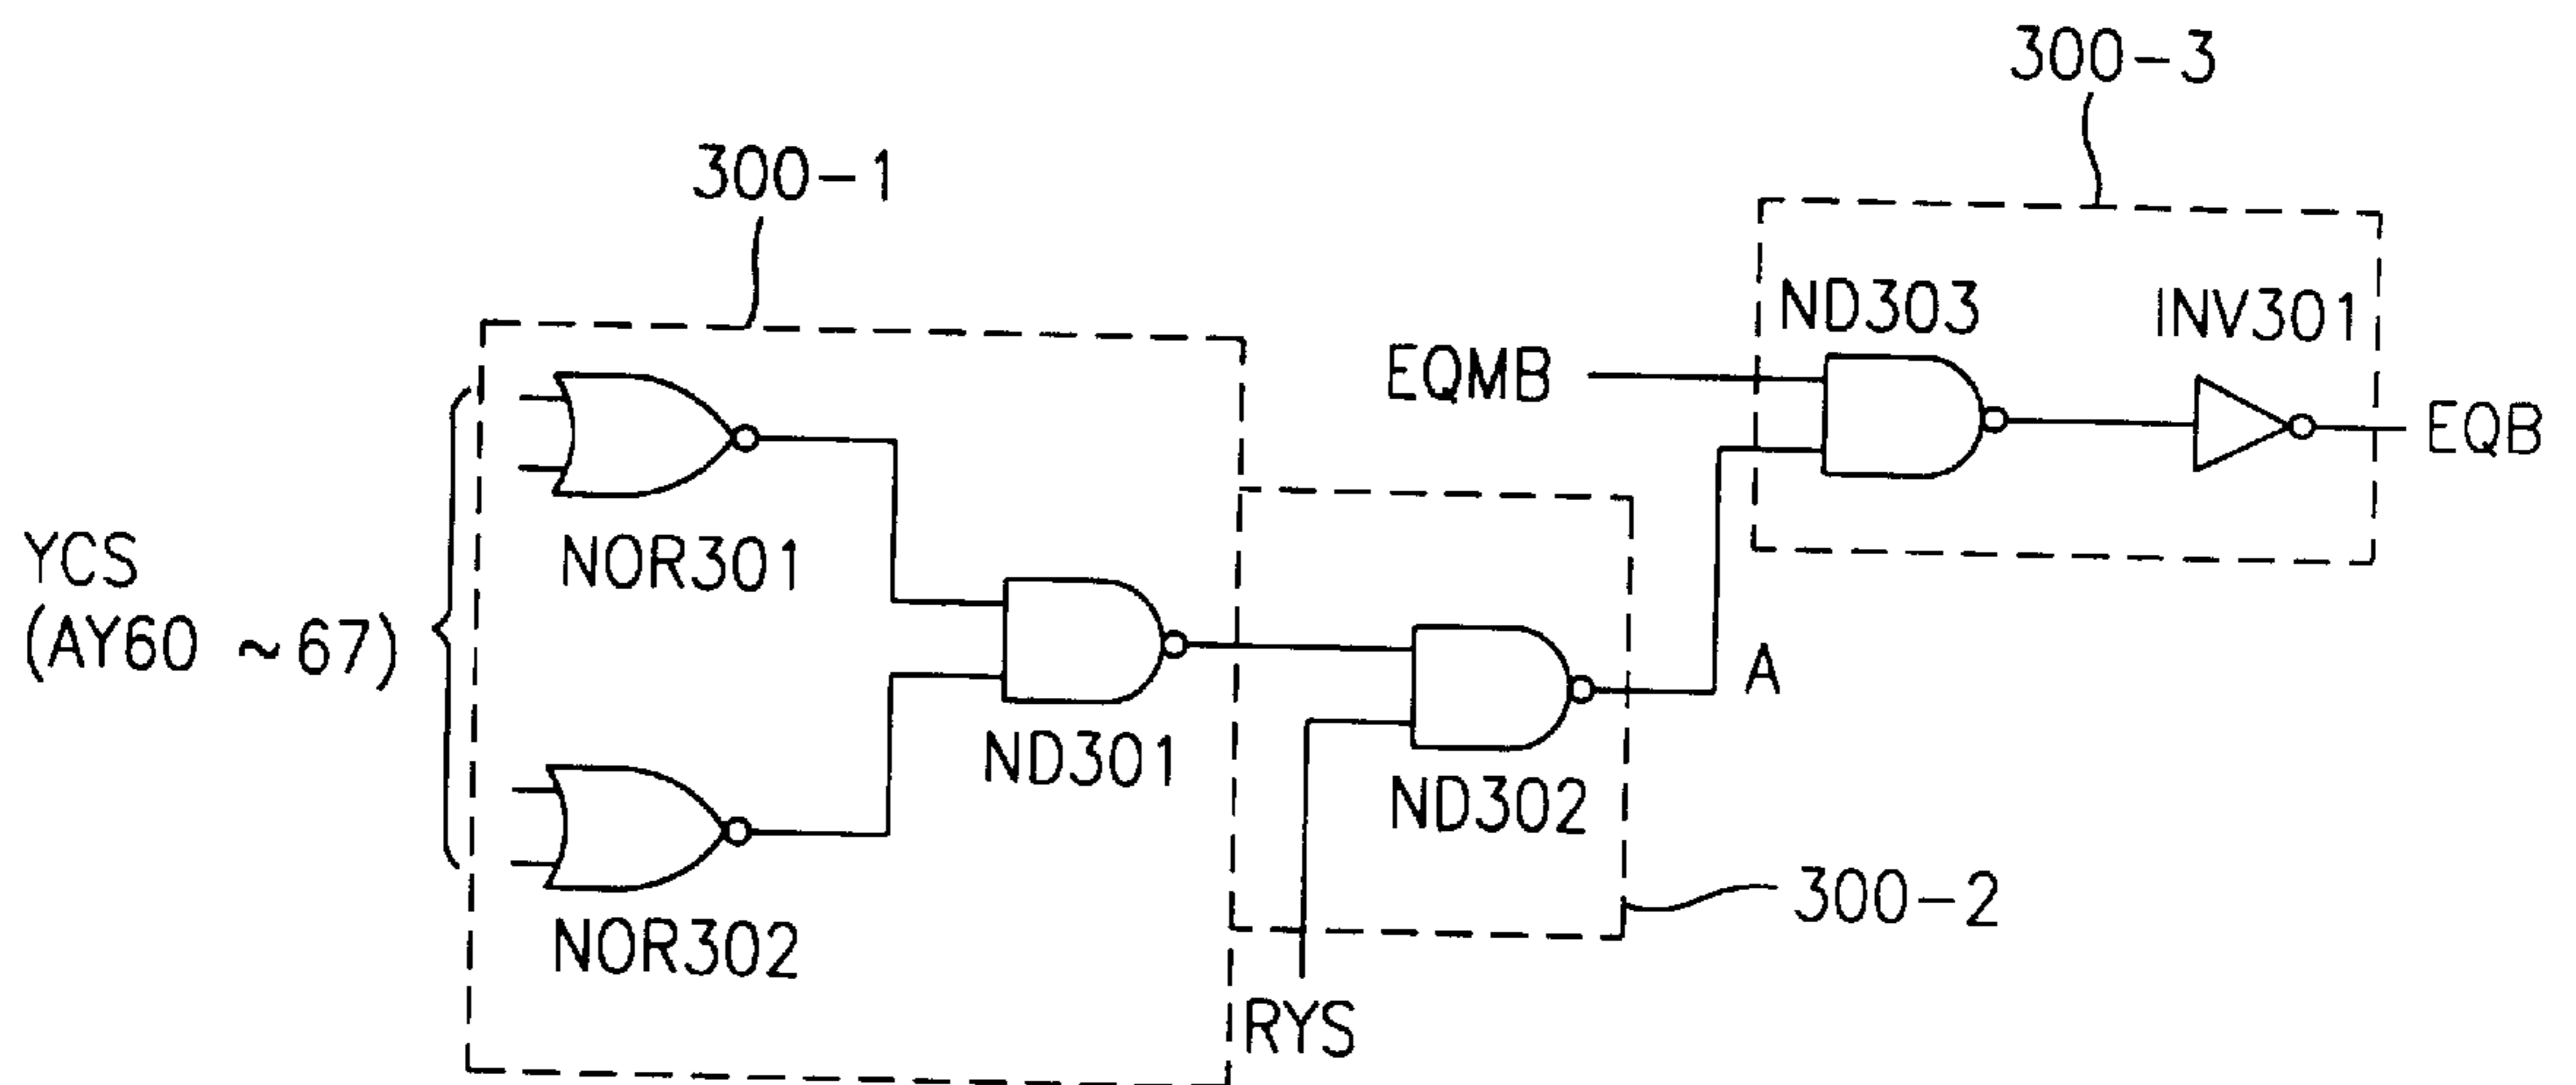 300-3
300-1
ND303
INV301
EQMB
EQB
YCS
(AY60 ~67)
NOR301
ND301
A
ND302
NOR302
300-2
RYS